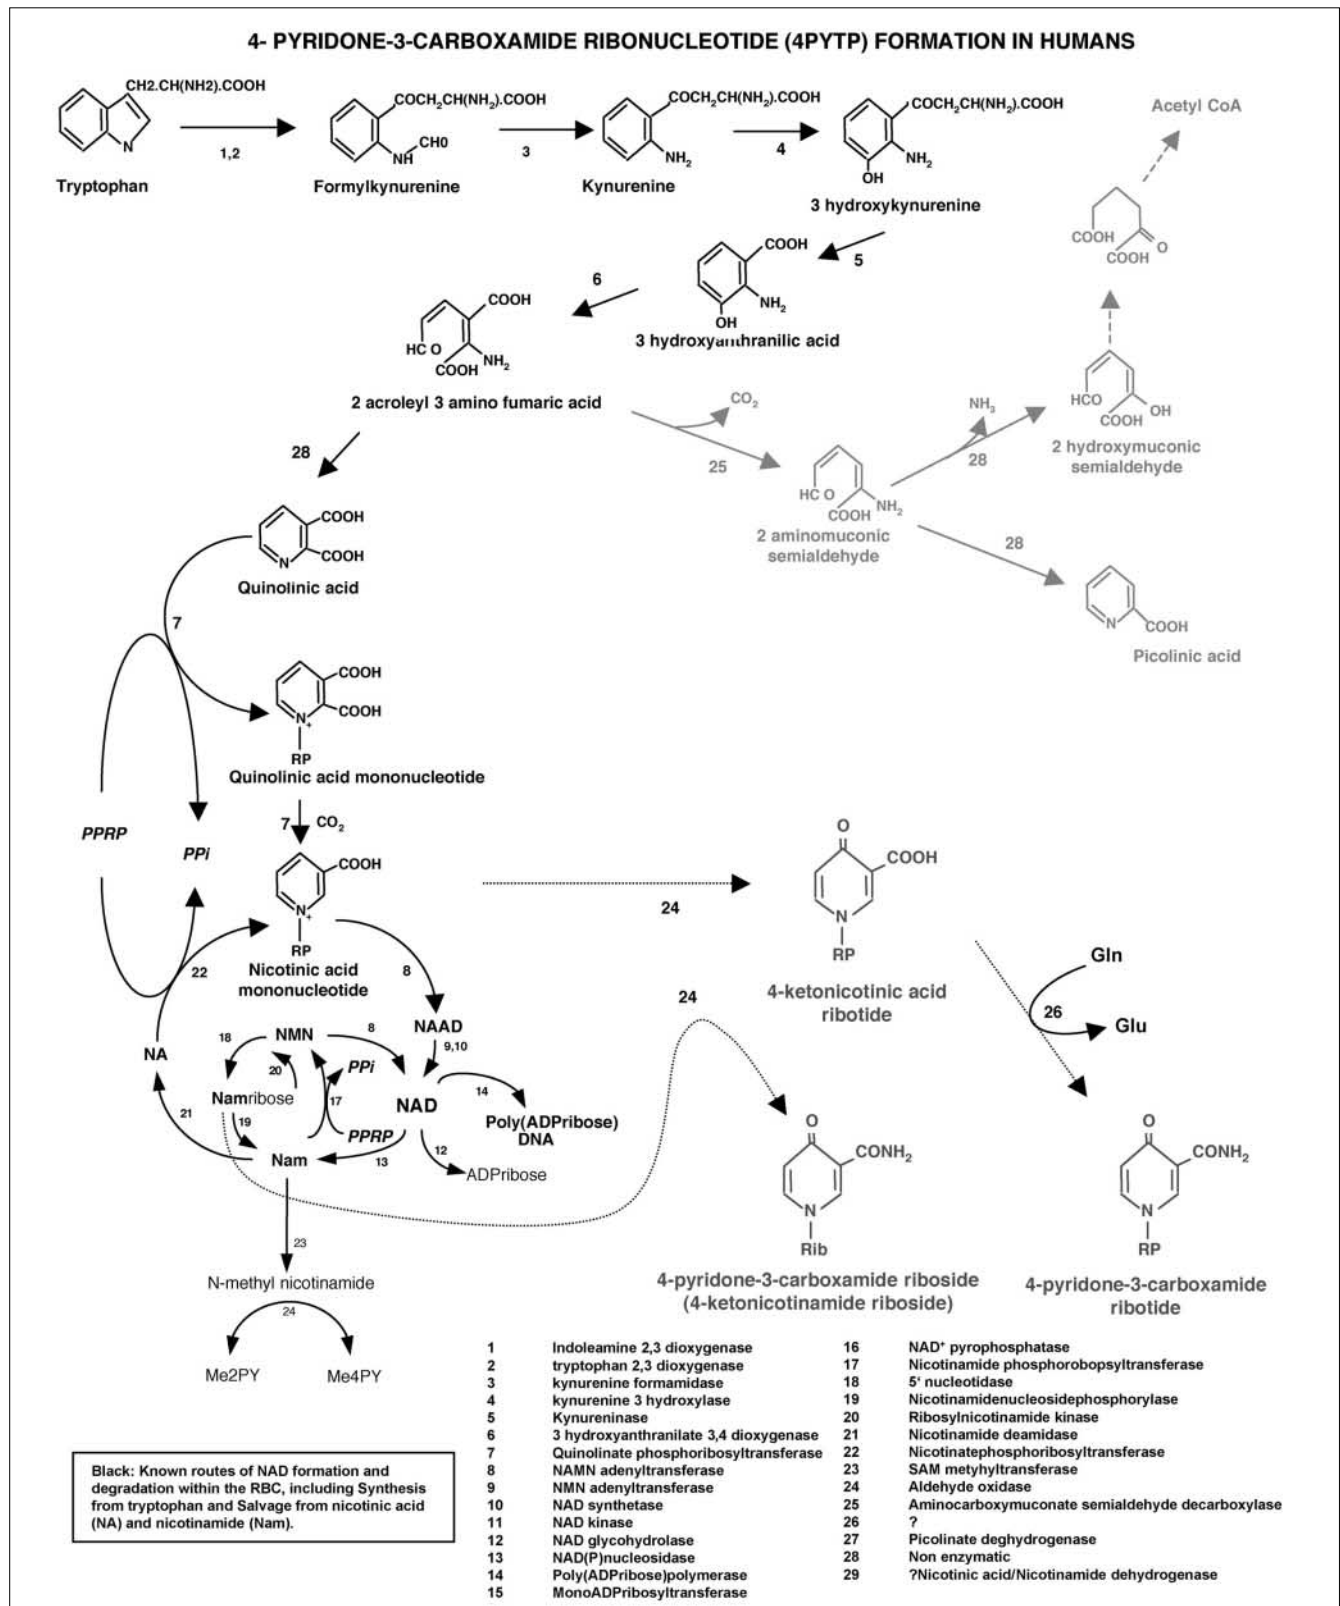 4- PYRIDONE-3-CARBOXAMIDE RIBONUCLEOTIDE (4PYTP) FORMATION IN HUMANS
CH2.CH(NH2).COOH
N
Tryptophan
1,2
COCH₂CH(NH₂).COOH
CH0
NH
Formylkynurenine
3
COCH₂CH(NH₂).COOH
NH₂
Kynurenine
4
COCH₂CH(NH₂).COOH
NH₂
OH
3 hydroxykynurenine
Acetyl CoA
COOH
O
COOH
5
COOH
NH₂
OH
3 hydroxyanthranilic acid
6
COOH
HC O
COOH
NH₂
2 acroleyl 3 amino fumaric acid
CO₂
25
HC O
COOH
NH₂
2 aminomuconic
semialdehyde
NH₃
28
HCO
COOH
OH
2 hydroxymuconic
semialdehyde
28
N
COOH
Picolinic acid
28
COOH
COOH
N
Quinolinic acid
7
COOH
COOH
N⁺
RP
Quinolinic acid mononucleotide
7
CO₂
PPRP
PPi
COOH
N⁺
RP
Nicotinic acid
mononucleotide
22
8
24
O
COOH
N
RP
4-ketonicotinic acid
ribotide
Gln
26
Glu
24
NAAD
9,10
NA
18
NMN
8
20
PPi
Namribose
19
17
NAD
14
Poly(ADPribose)
DNA
PPRP
21
Nam
13
12
ADPribose
23
N-methyl nicotinamide
24
Me2PY
Me4PY
O
CONH₂
N
Rib
4-pyridone-3-carboxamide riboside
(4-ketonicotinamide riboside)
O
CONH₂
N
RP
4-pyridone-3-carboxamide
ribotide
1 Indoleamine 2,3 dioxygenase
2 tryptophan 2,3 dioxygenase
3 kynurenine formamidase
4 kynurenine 3 hydroxylase
5 Kynureninase
6 3 hydroxyanthranilate 3,4 dioxygenase
7 Quinolinate phosphoribosyltransferase
8 NAMN adenyltransferase
9 NMN adenyltransferase
10 NAD synthetase
11 NAD kinase
12 NAD glycohydrolase
13 NAD(P)nucleosidase
14 Poly(ADPribose)polymerase
15 MonoADPribosyltransferase
16 NAD⁺ pyrophosphatase
17 Nicotinamide phosphorobopsyltransferase
18 5' nucleotidase
19 Nicotinamidenucleosidephosphorylase
20 Ribosylnicotinamide kinase
21 Nicotinamide deamidase
22 Nicotinatephosphoribosyltransferase
23 SAM metyhyltransferase
24 Aldehyde oxidase
25 Aminocarboxymuconate semialdehyde decarboxylase
26 ?
27 Picolinate deghydrogenase
28 Non enzymatic
29 ?Nicotinic acid/Nicotinamide dehydrogenase
Black: Known routes of NAD formation and
degradation within the RBC, including Synthesis
from tryptophan and Salvage from nicotinic acid
(NA) and nicotinamide (Nam).